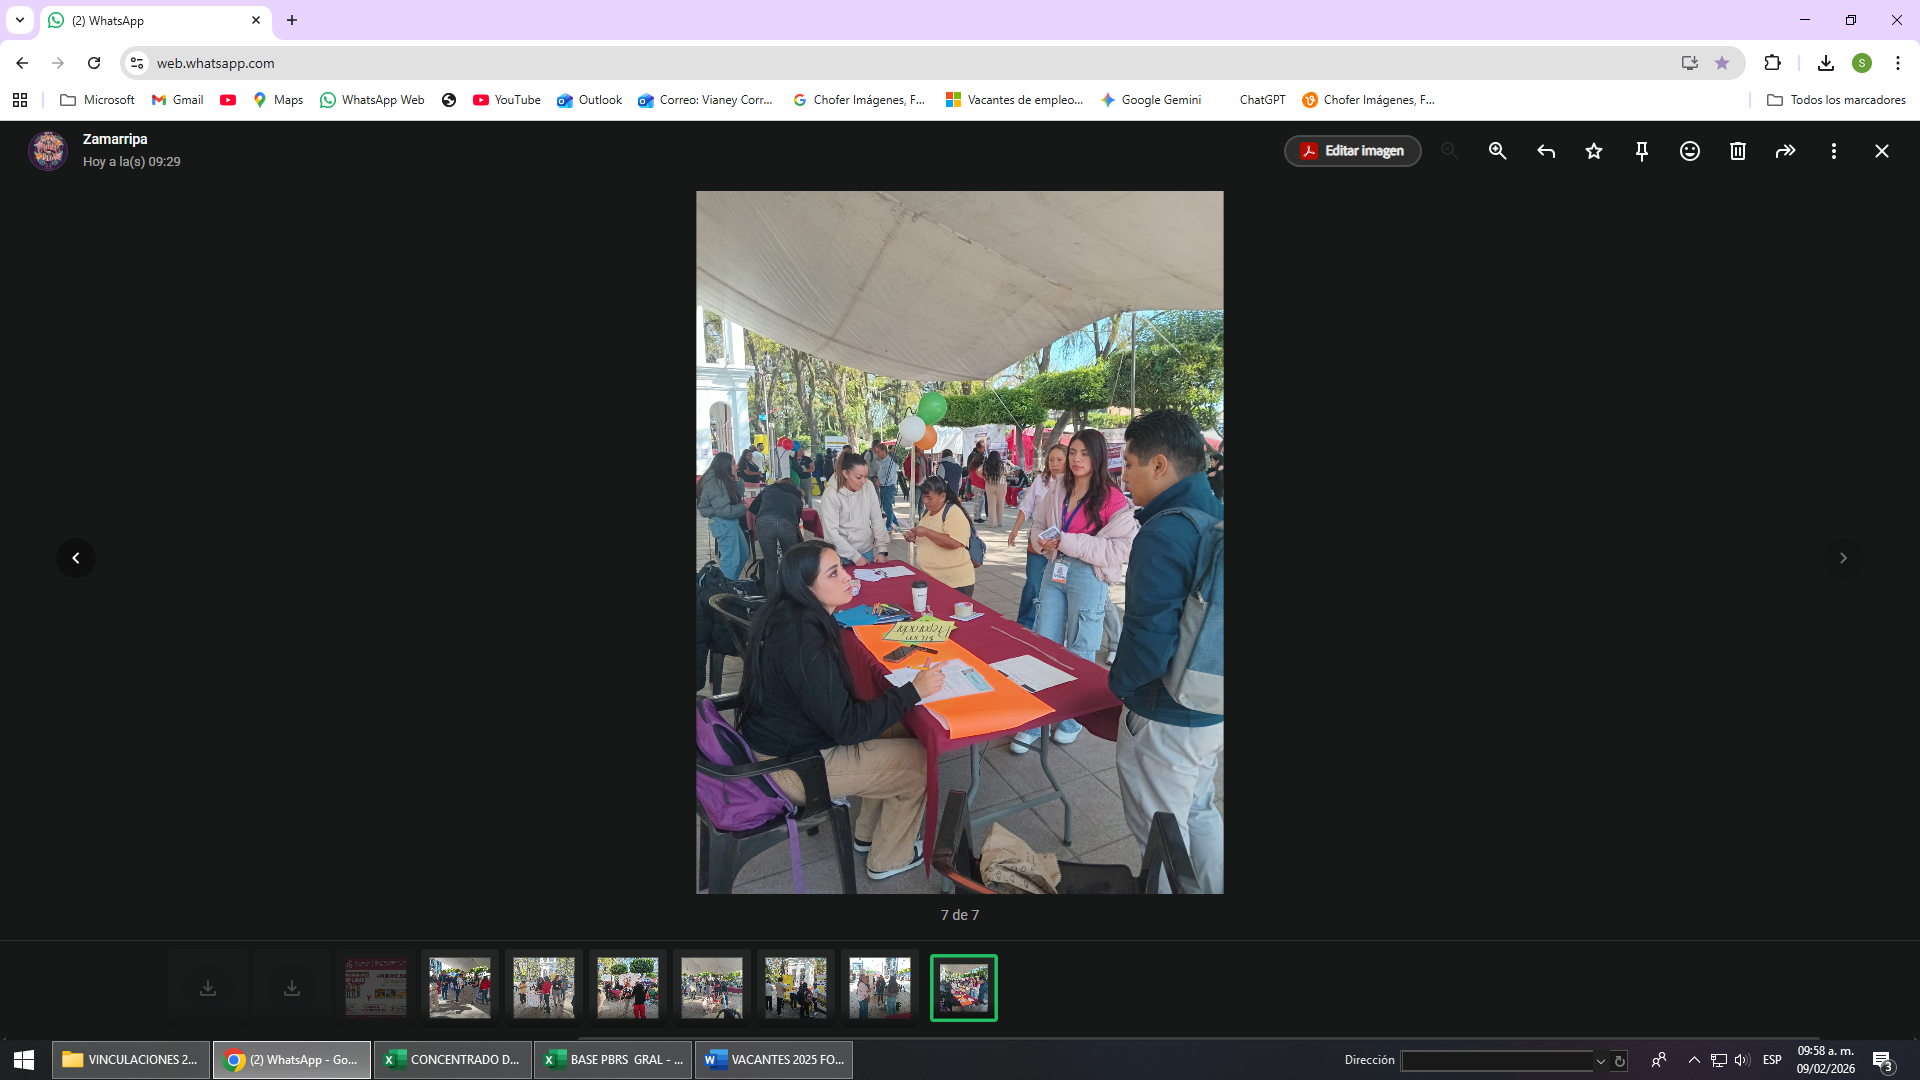 (2) WhatsApp
web.whatsapp.com
S
Microsoft
Gmail
Maps
WhatsApp Web
YouTube
Outlook
Correo: Vianey Corr...
Chofer Imágenes, F...
Vacantes de empleo...
Google Gemini
ChatGPT
Chofer Imágenes, F...
Todos los marcadores
Zamarripa
Hoy a la(s) 09:29
Editar imagen
7 de 7
VINCULACIONES 2...
(2) WhatsApp - Go...
CONCENTRADO D...
BASE PBRS GRAL - ...
VACANTES 2025 FO...
Dirección
ESP
09:58 a. m.
09/02/2026
3